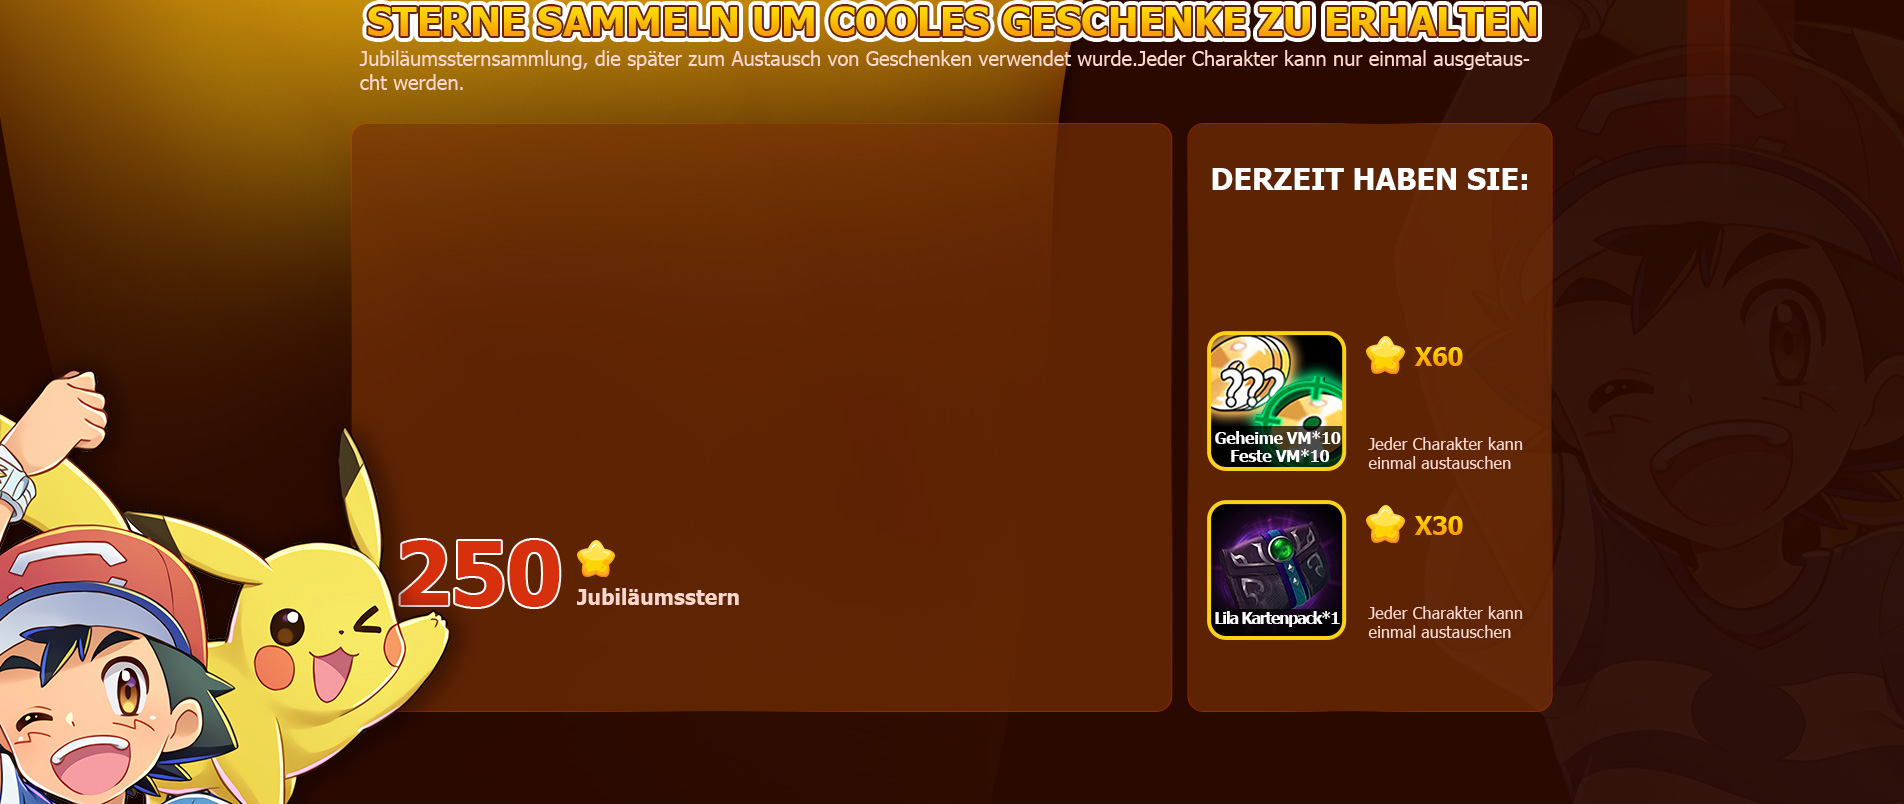 STERNE SAMMELN UM COOLES GESCHENKE ZU ERHALTEN
Jubiläumssternsammlung, die später zum Austausch von Geschenken verwendet wurde.Jeder Charakter kann nur einmal ausgetaus-
cht werden.
DERZEIT HABEN SIE:
???
X60
Geheime VM*10
Feste VM*10
Jeder Charakter kann
einmal austauschen
X30
Lila Kartenpack*1
Jeder Charakter kann
einmal austauschen
250
Jubiläumsstern